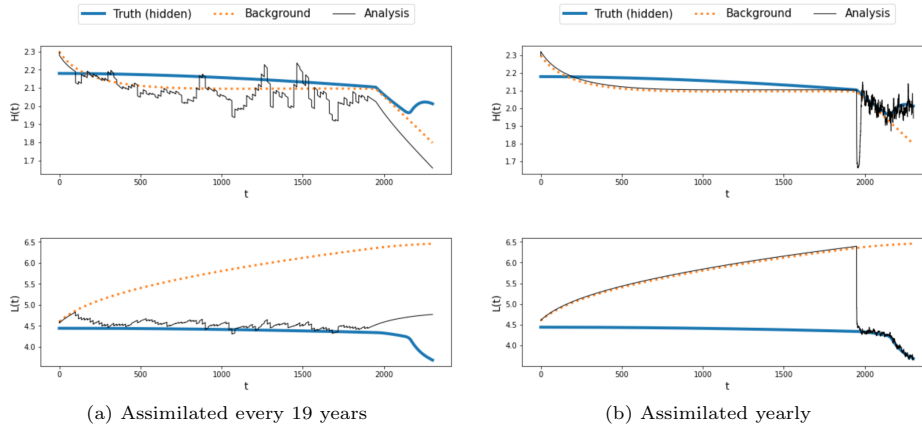 Truth (hidden) Background Analysis
Truth (hidden) Background Analysis
2.3
2.2
2.1
2.0
1.9
1.8
1.7
H(t)
0 500 1000 1500 2000
t
2.3
2.2
2.1
2.0
1.9
1.8
1.7
H(t)
0 500 1000 1500 2000
t
6.5
6.0
5.5
5.0
4.5
4.0
L(t)
0 500 1000 1500 2000
t
6.5
6.0
5.5
5.0
4.5
4.0
L(t)
0 500 1000 1500 2000
t
(a) Assimilated every 19 years
(b) Assimilated yearly